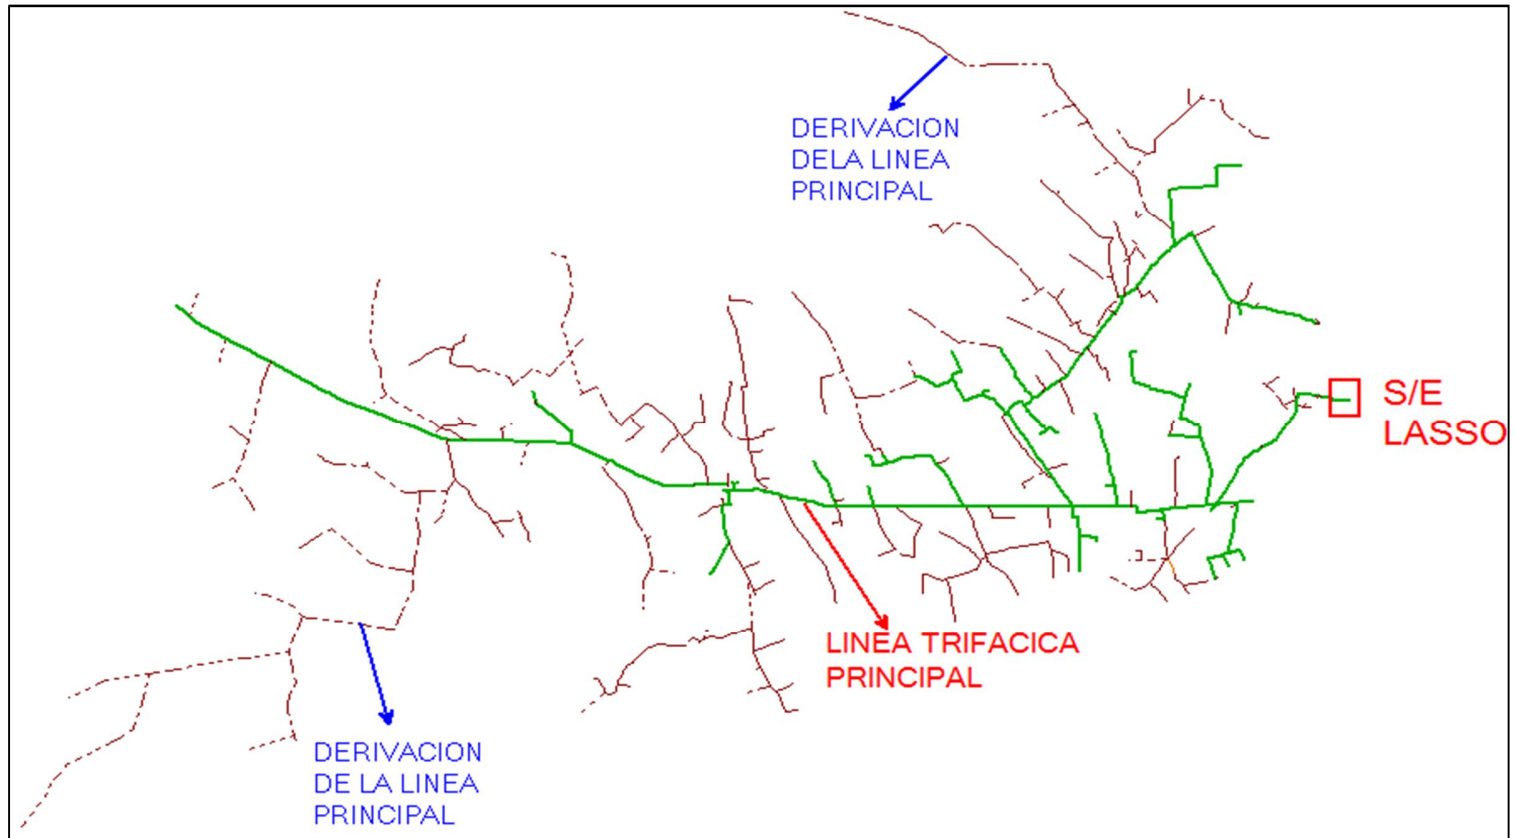 DERIVACION
DELA LINEA
PRINCIPAL
S/E
LASSO
LINEA TRIFACICA
PRINCIPAL
DERIVACION
DE LA LINEA
PRINCIPAL